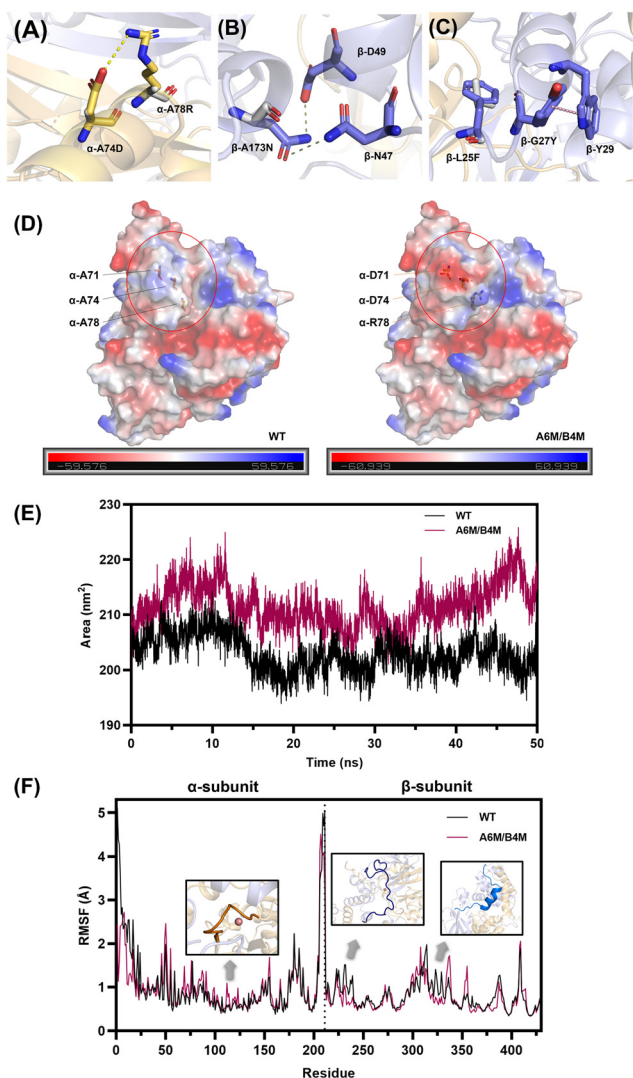 (A)
α-A78R
α-A74D
(B)
β-D49
β-A173N
β-N47
(C)
β-L25F
β-G27Y
β-Y29
(D)
α-A71
α-A74
α-A78
WT
-59.576
59.576
α-D71
α-D74
α-R78
A6M/B4M
-60.939
60.939
(E)
WT
A6M/B4M
Area (nm²)
230
220
210
200
190
0 10 20 30 40 50
Time (ns)
(F)
α-subunit
β-subunit
WT
A6M/B4M
RMSF (Å)
5
4
3
2
1
0
0 50 100 150 200 250 300 350 400
Residue